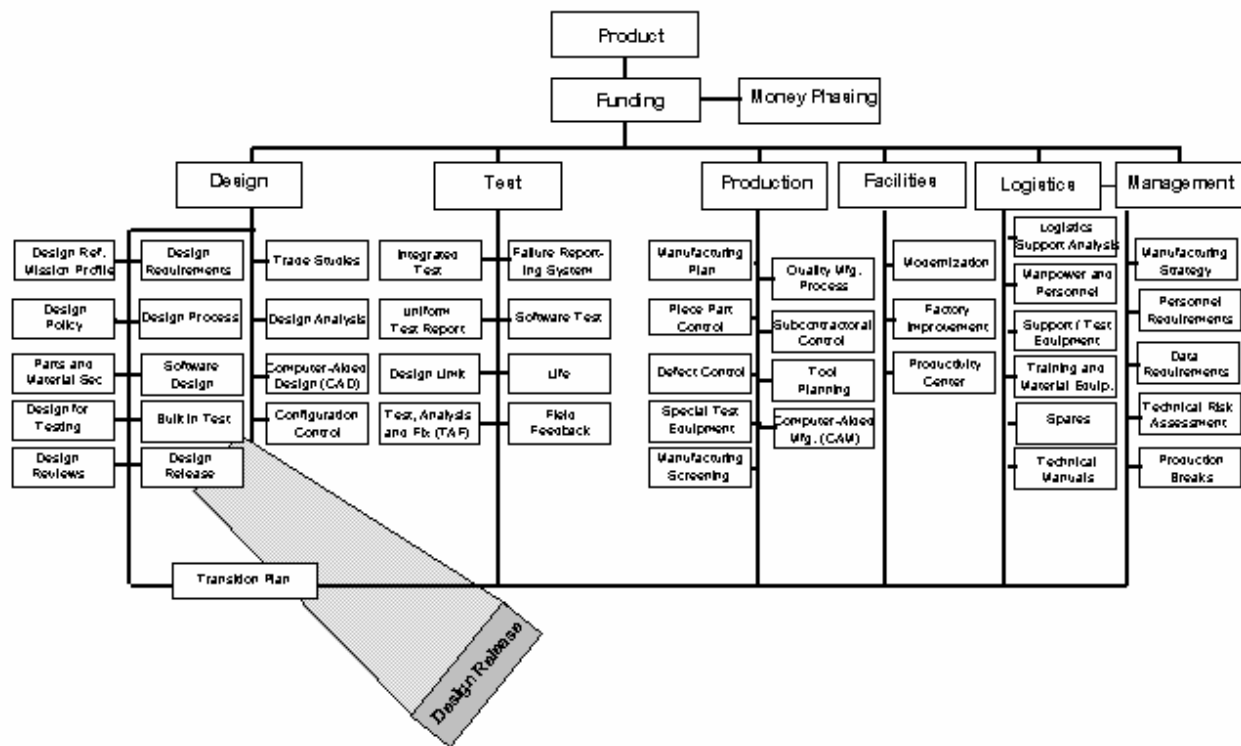 Product
Funding
Money Phasing
Design
Test
Production
Facilities
Logistics
Management
Design Ref.
Mission Profile
Design
Requirements
Trade Studies
Design
Policy
Design Process
Design Analysis
Parts and
Material Sec
Software
Design
Computer-Aided
Design (CAD)
Design for
Testing
Built in Test
Configuration
Control
Design
Reviews
Design
Release
Integrated
Test
Failure Report-
ing System
Uniform
Test Report
Software Test
Design Limit
Life
Test, Analysis
and Fix (TAF)
Field
Feedback
Manufacturing
Plan
Quality Mfg.
Process
Piece Part
Control
Subcontractoral
Control
Defect Control
Tool
Planning
Special Test
Equipment
Computer-Aided
Mfg. (CAM)
Manufacturing
Screening
Modernization
Factory
Improvement
Productivity
Center
Logistics
Support Analysis
Manpower and
Personnel
Support / Test
Equipment
Training and
Material Equip.
Spares
Technical
Manuals
Manufacturing
Strategy
Personnel
Requirements
Data
Requirements
Technical Risk
Assessment
Production
Breaks
Transition Plan
Design Release